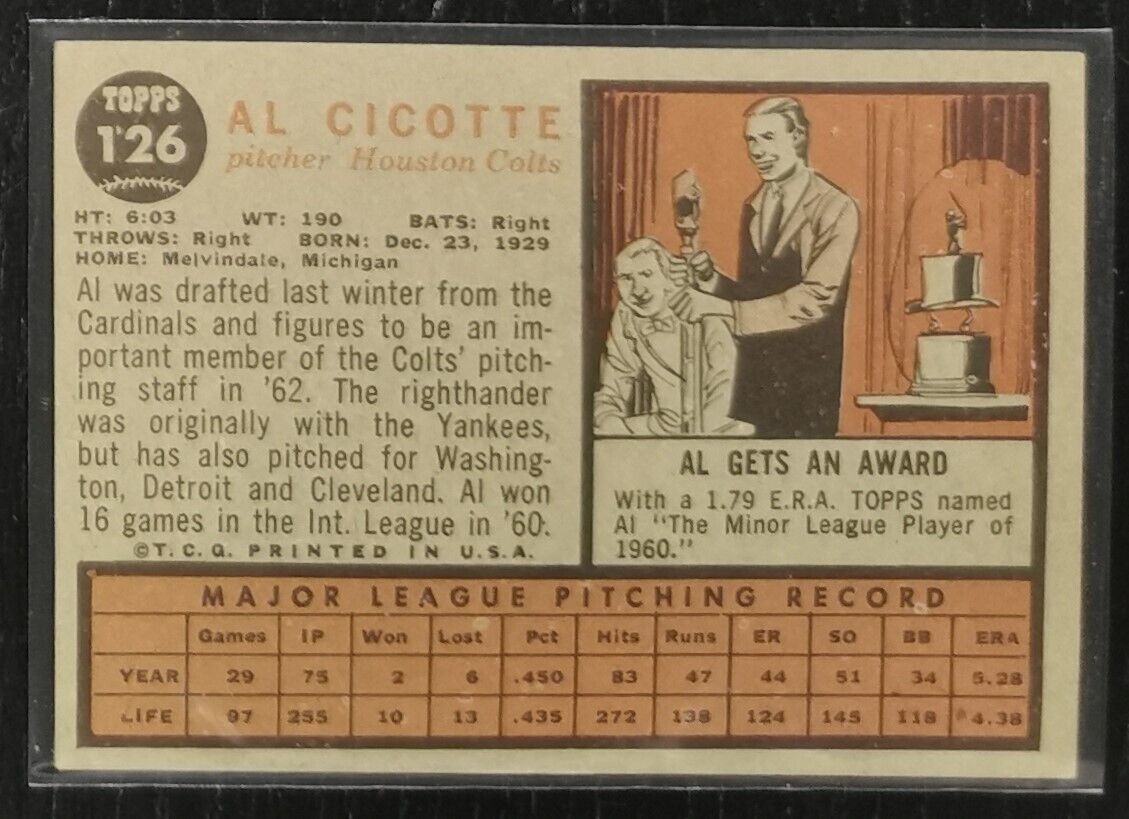 TOPPS
126
AL CICOTTE
pitcher Houston Colts
HT: 6:03 WT: 190 BATS: Right
THROWS: Right BORN: Dec. 23, 1929
HOME: Melvindale, Michigan
Al was drafted last winter from the
Cardinals and figures to be an im-
portant member of the Colts' pitch-
ing staff in '62. The righthander
was originally with the Yankees,
but has also pitched for Washing-
ton, Detroit and Cleveland. Al won
16 games in the Int. League in '60.
©T. C. G. PRINTED IN U.S.A.
AL GETS AN AWARD
With a 1.79 E.R.A. TOPPS named
Al "The Minor League Player of
1960."
MAJOR LEAGUE PITCHING RECORD
Games IP Won Lost Pct Hits Runs ER SO BB ERA
YEAR 29 75 2 6 .450 83 47 44 51 34 5.28
LIFE 97 255 10 13 .435 272 138 124 145 118 4.38